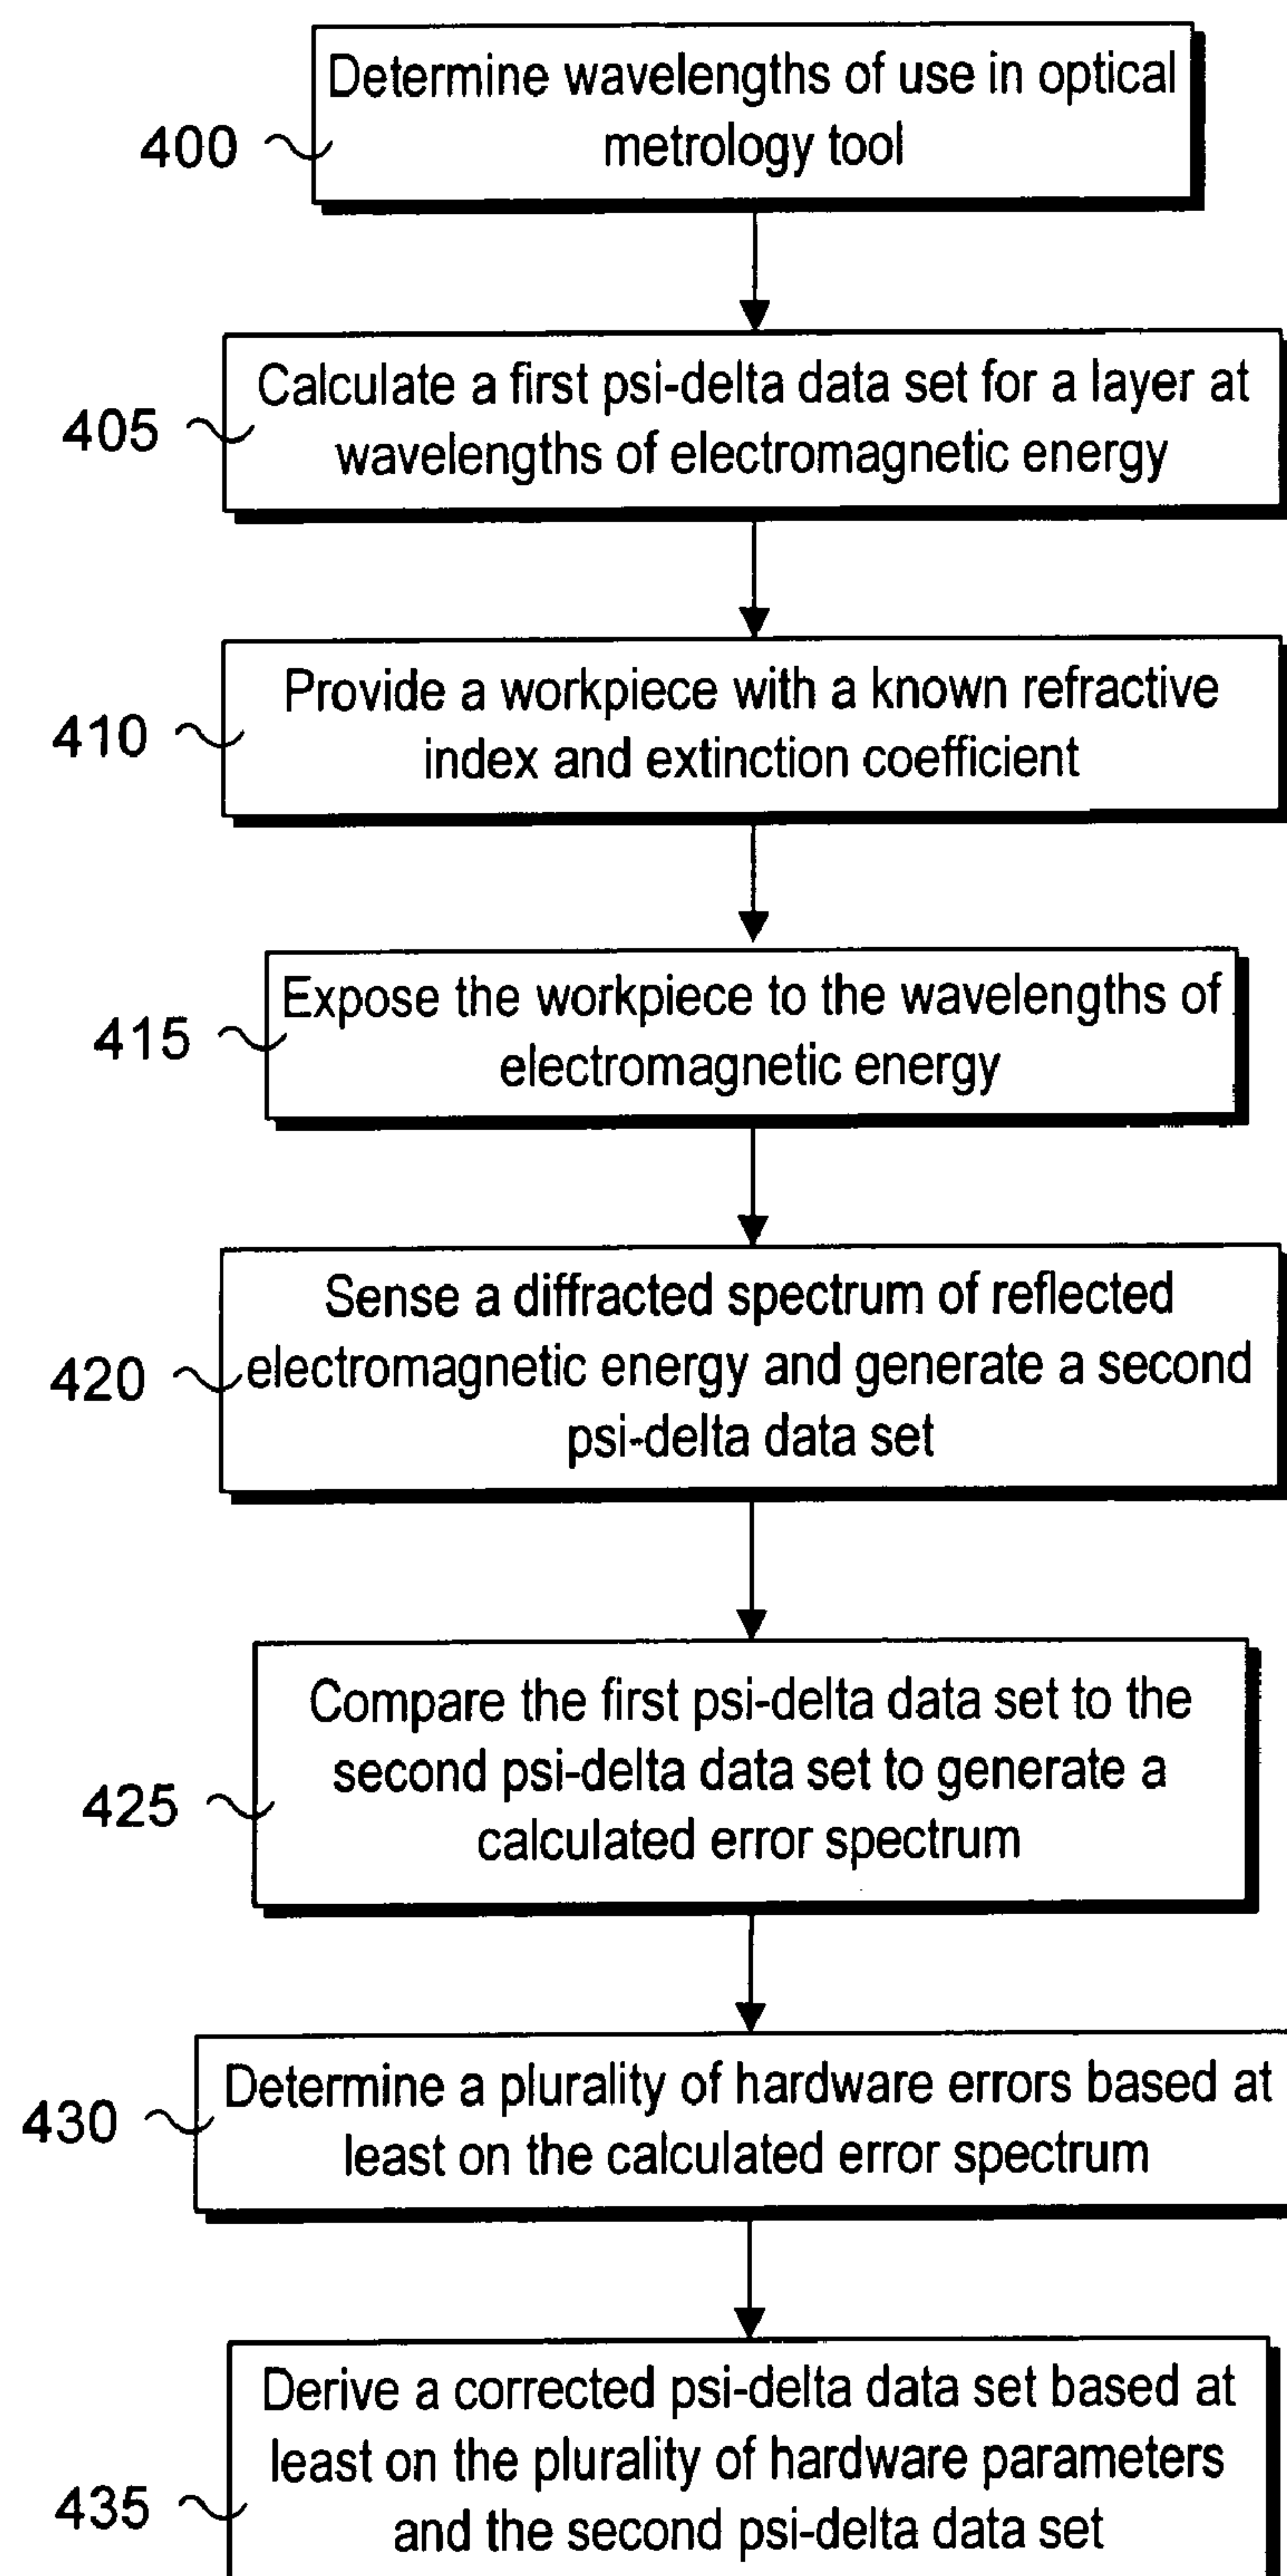 Determine wavelengths of use in optical
metrology tool
400
Calculate a first psi-delta data set for a layer at
wavelengths of electromagnetic energy
405
Provide a workpiece with a known refractive
index and extinction coefficient
410
Expose the workpiece to the wavelengths of
electromagnetic energy
415
Sense a diffracted spectrum of reflected
electromagnetic energy and generate a second
psi-delta data set
420
Compare the first psi-delta data set to the
second psi-delta data set to generate a
calculated error spectrum
425
Determine a plurality of hardware errors based at
least on the calculated error spectrum
430
Derive a corrected psi-delta data set based at
least on the plurality of hardware parameters
and the second psi-delta data set
435